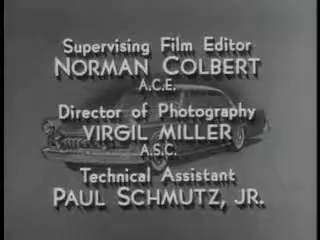 Supervising Film Editor
NORMAN COLBERT
A.C.E.
Director of Photography
VIRGIL MILLER
A.S.C.
Technical Assistant
PAUL SCHMUTZ, JR.